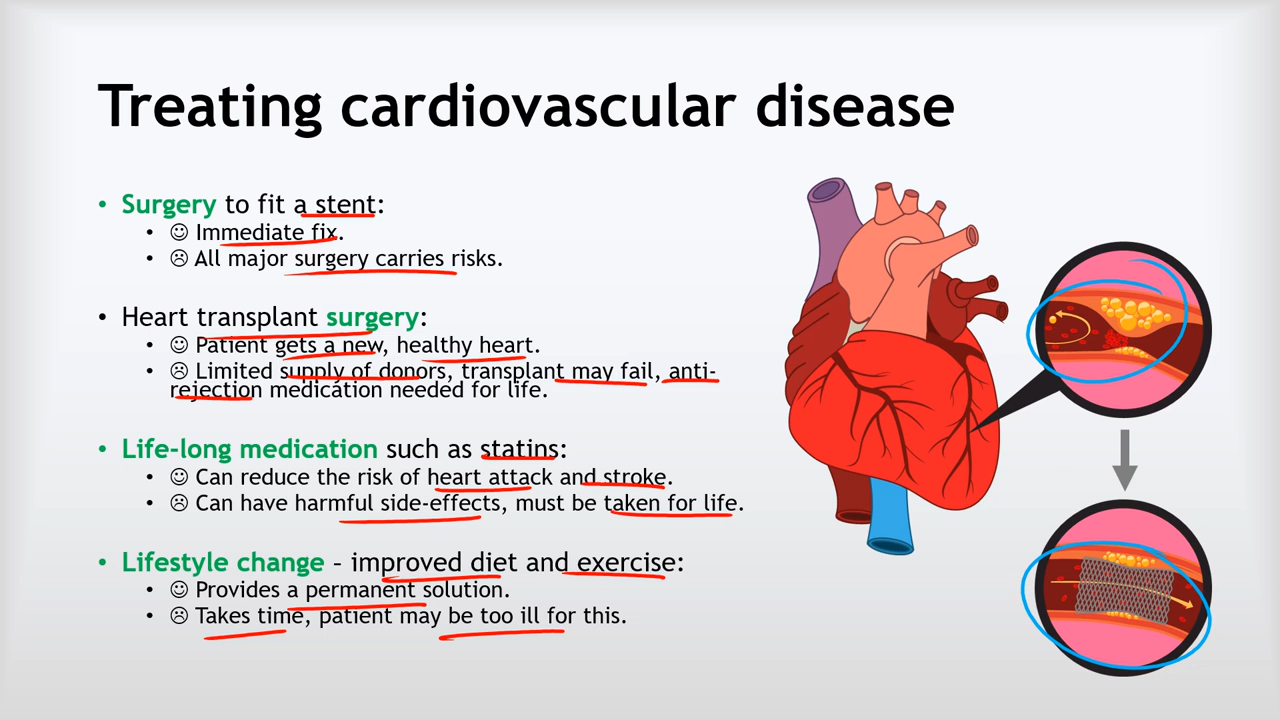 Treating cardiovascular disease
• Surgery to fit a stent:
• ☺ Immediate fix.
• ☹ All major surgery carries risks.
• Heart transplant surgery:
• ☺ Patient gets a new, healthy heart.
• ☹ Limited supply of donors, transplant may fail, anti-
rejection medication needed for life.
• Life-long medication such as statins:
• ☺ Can reduce the risk of heart attack and stroke.
• ☹ Can have harmful side-effects, must be taken for life.
• Lifestyle change – improved diet and exercise:
• ☺ Provides a permanent solution.
• ☹ Takes time, patient may be too ill for this.